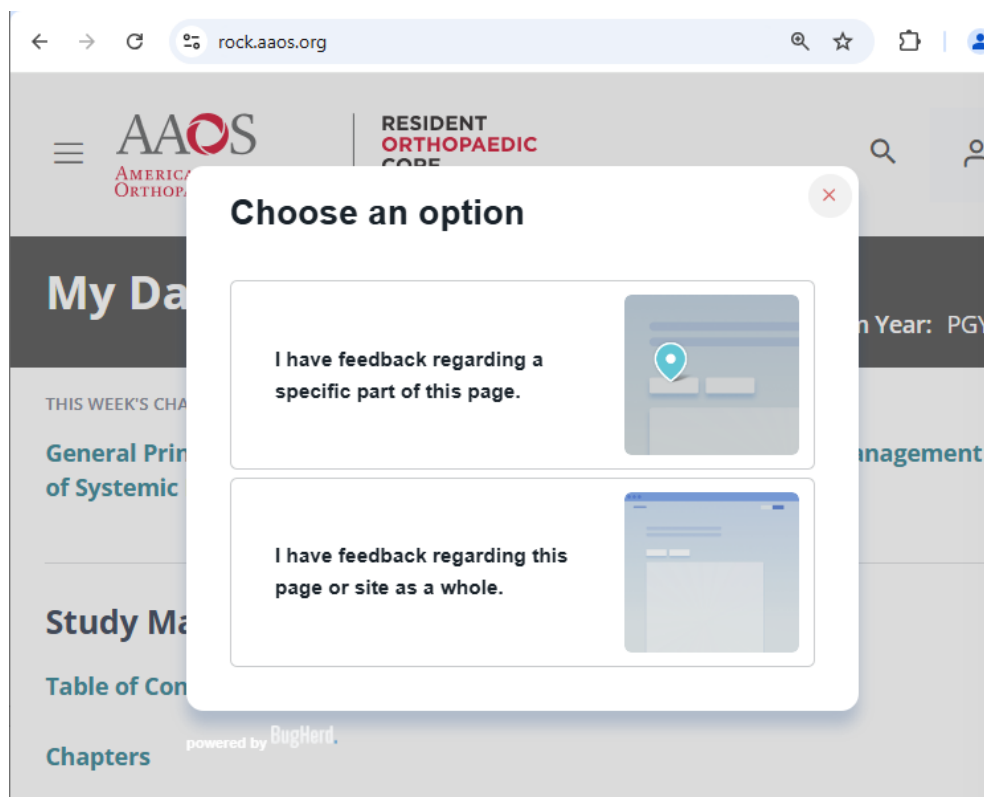 rock.aaos.org
AAOS
AMERICA
ORTHOP
RESIDENT
ORTHOPAEDIC
CORE
Choose an option
My Da
n Year: PGY
I have feedback regarding a
specific part of this page.
THIS WEEK'S CHA
General Prin
anagement
of Systemic
I have feedback regarding this
page or site as a whole.
Study Ma
Table of Con
powered by BugHerd.
Chapters